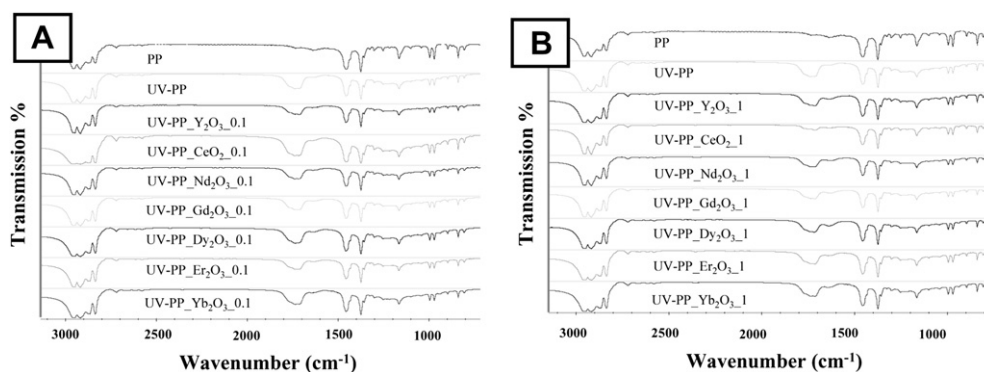 A
PP
UV-PP
UV-PP_Y₂O₃_0.1
UV-PP_CeO₂_0.1
UV-PP_Nd₂O₃_0.1
UV-PP_Gd₂O₃_0.1
UV-PP_Dy₂O₃_0.1
UV-PP_Er₂O₃_0.1
UV-PP_Yb₂O₃_0.1
Transmission %
3000 2500 2000 1500 1000
Wavenumber (cm⁻¹)
B
PP
UV-PP
UV-PP_Y₂O₃_1
UV-PP_CeO₂_1
UV-PP_Nd₂O₃_1
UV-PP_Gd₂O₃_1
UV-PP_Dy₂O₃_1
UV-PP_Er₂O₃_1
UV-PP_Yb₂O₃_1
Transmission %
3000 2500 2000 1500 1000
Wavenumber (cm⁻¹)